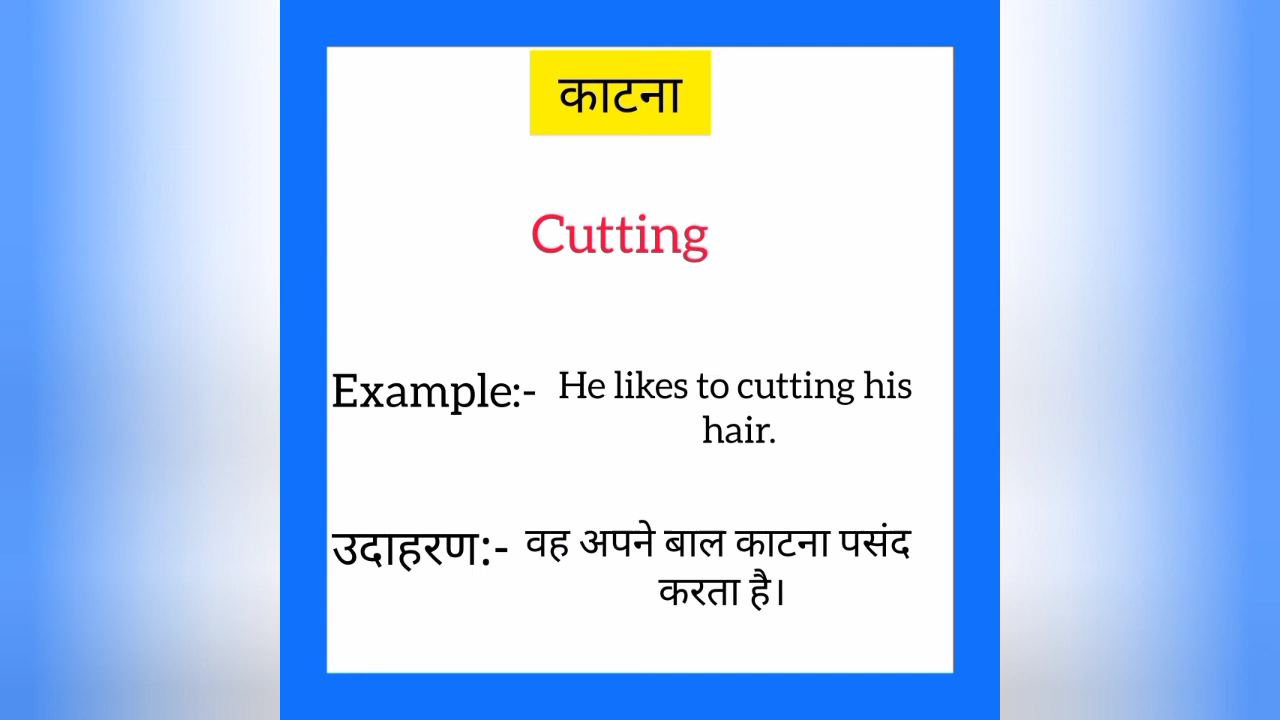 काटना
Cutting
Example:- He likes to cutting his
hair.
उदाहरण:- वह अपने बाल काटना पसंद
करता है।